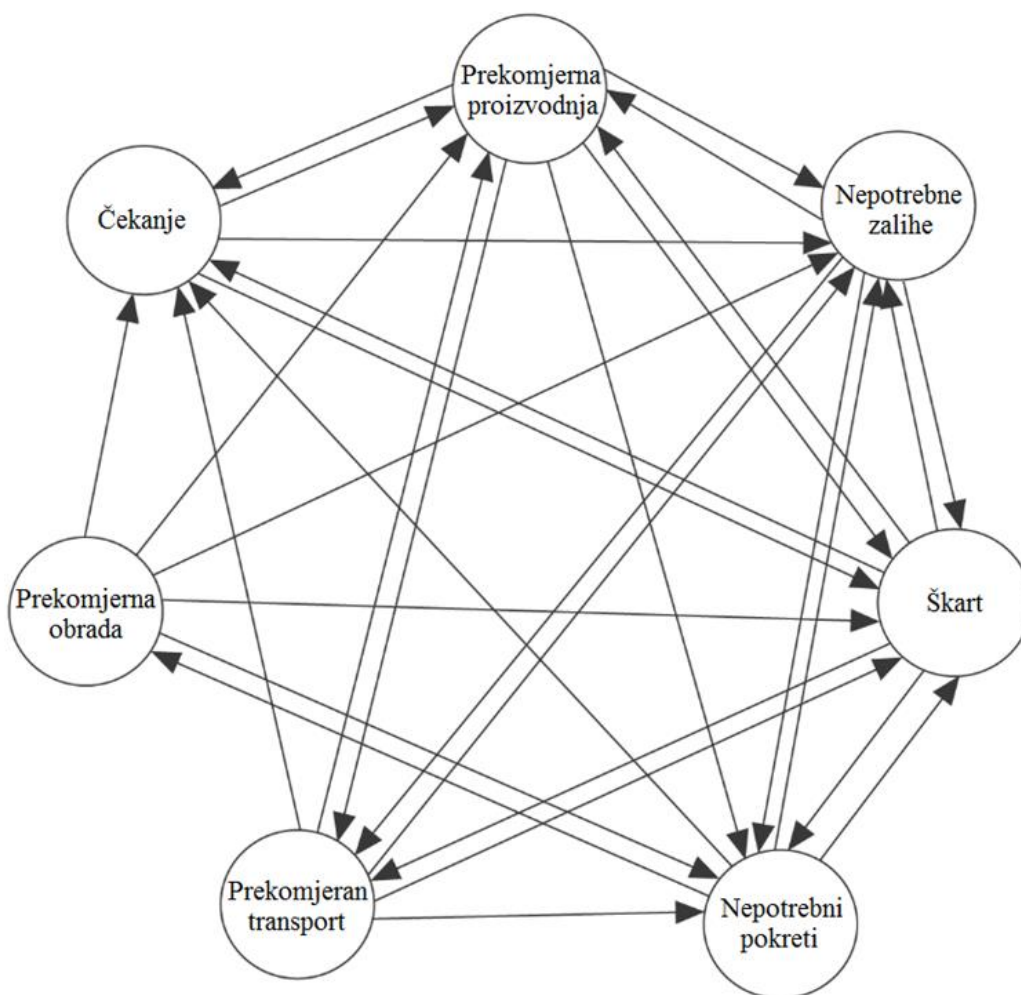 Prekomjerna
proizvodnja
Čekanje
Nepotrebne
zalihe
Prekomjerna
obrada
Škart
Prekomjeran
transport
Nepotrebni
pokreti